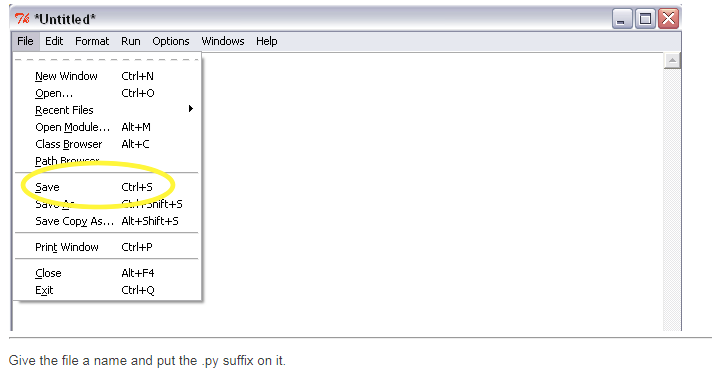 *Untitled*
File Edit Format Run Options Windows Help
New Window Ctrl+N
Open... Ctrl+O
Recent Files
Open Module... Alt+M
Class Browser Alt+C
Path Browser
Save Ctrl+S
Save As Ctrl+Shift+S
Save Copy As... Alt+Shift+S
Print Window Ctrl+P
Close Alt+F4
Exit Ctrl+Q
Give the file a name and put the .py suffix on it.